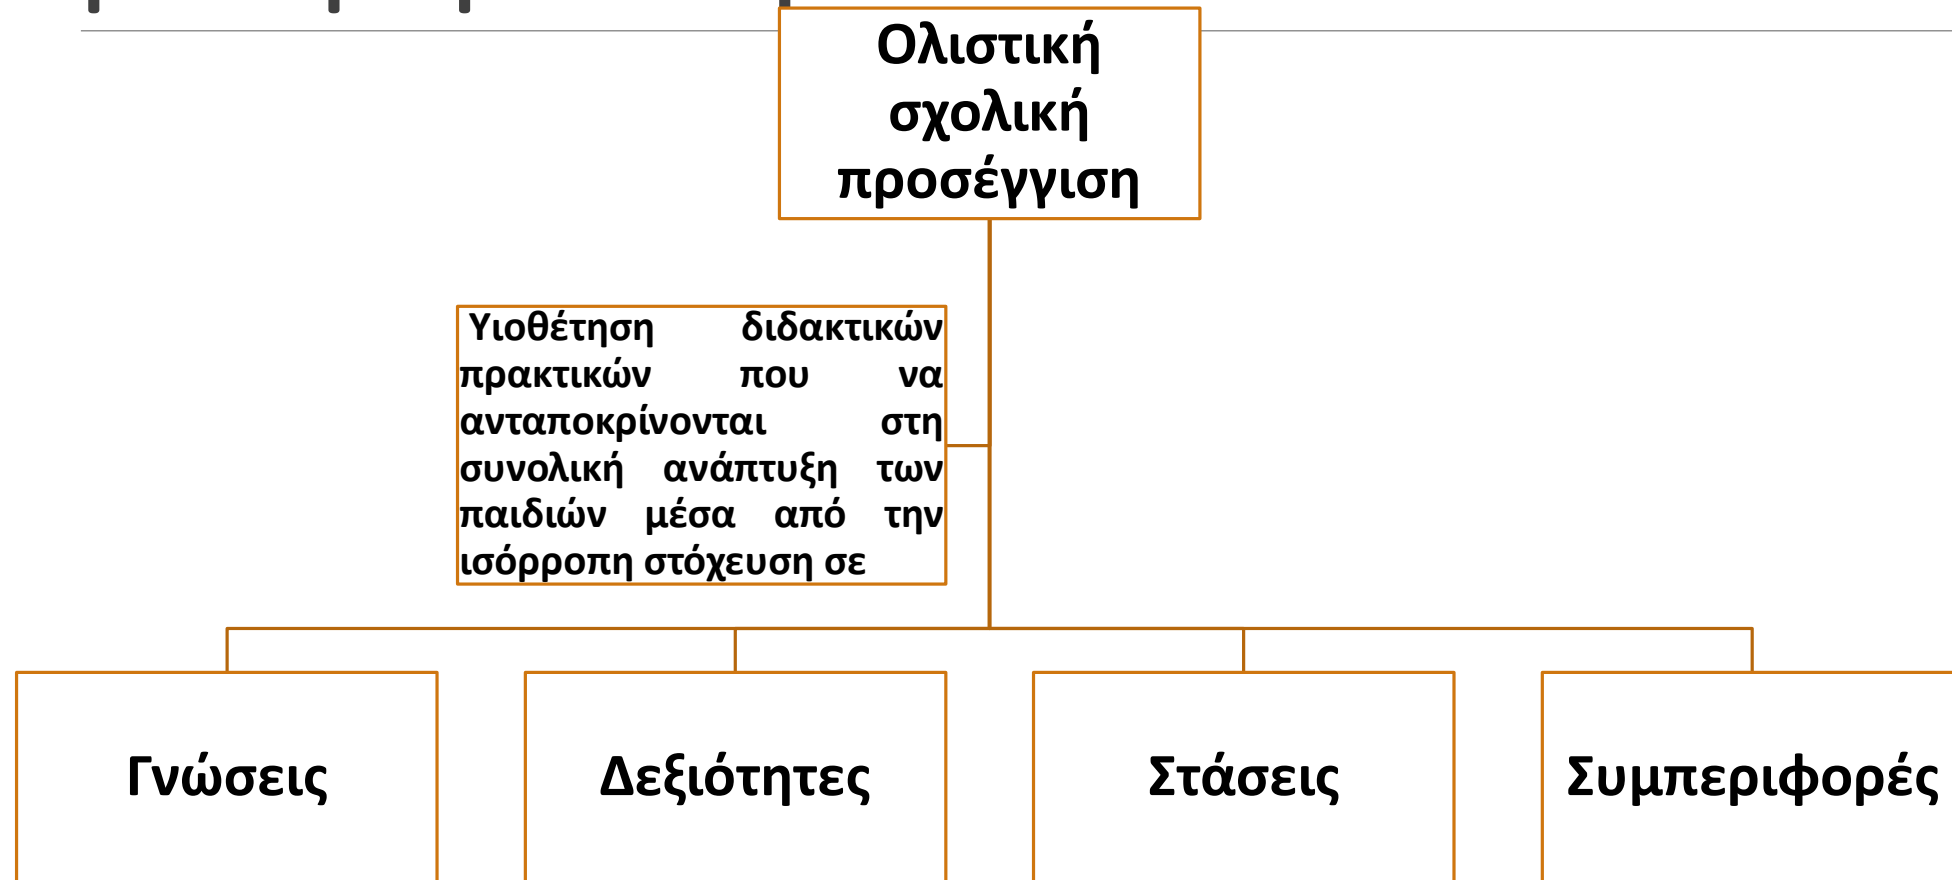 Ολιστική
σχολική
προσέγγιση
Υιοθέτηση διδακτικών
πρακτικών που να
ανταποκρίνονται στη
συνολική ανάπτυξη των
παιδιών μέσα από την
ισόρροπη στόχευση σε
Γνώσεις
Δεξιότητες
Στάσεις
Συμπεριφορές